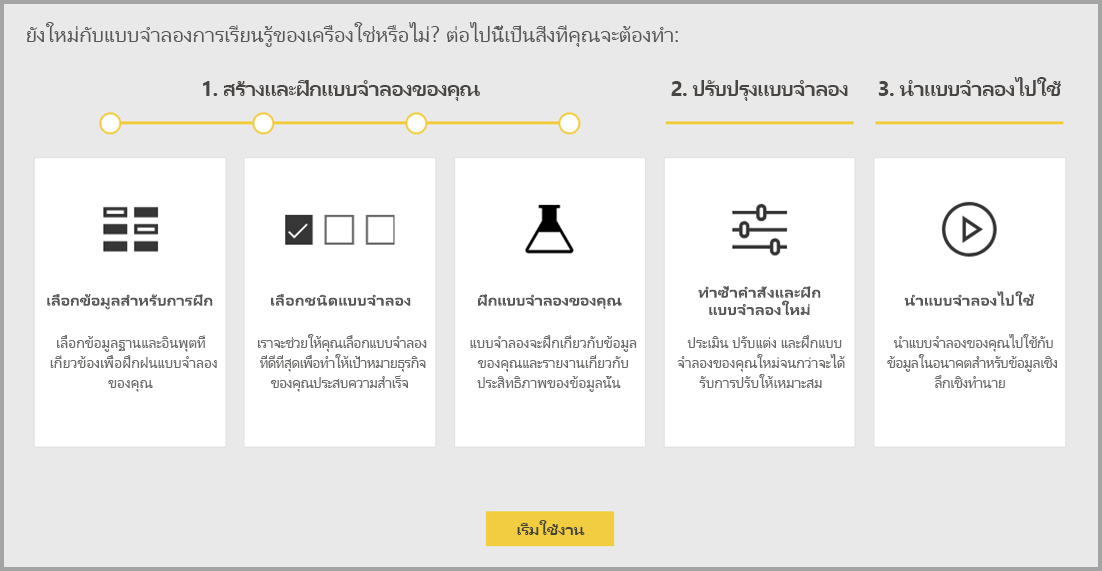 ยังใหม่กับแบบจำลองการเรียนรู้ของเครื่องใช่หรือไม่? ต่อไปนี้เป็นสิ่งที่คุณจะต้องทำ:
1. สร้างและฝึกแบบจำลองของคุณ
2. ปรับปรุงแบบจำลอง
3. นำแบบจำลองไปใช้
เลือกข้อมูลสำหรับการฝึก
เลือกข้อมูลฐานและอินพุตที่
เกี่ยวข้องเพื่อฝึกฝนแบบจำลอง
ของคุณ
เลือกชนิดแบบจำลอง
เราจะช่วยให้คุณเลือกแบบจำลอง
ที่ดีที่สุดเพื่อทำให้เป้าหมายธุรกิจ
ของคุณประสบความสำเร็จ
ฝึกแบบจำลองของคุณ
แบบจำลองจะฝึกเกี่ยวกับข้อมูล
ของคุณและรายงานเกี่ยวกับ
ประสิทธิภาพของข้อมูลนั้น
ทำซ้ำคำสั่งและฝึก
แบบจำลองใหม่
ประเมิน ปรับแต่ง และฝึกแบบ
จำลองของคุณใหม่จนกว่าจะได้
รับการปรับให้เหมาะสม
นำแบบจำลองไปใช้
นำแบบจำลองของคุณไปใช้กับ
ข้อมูลในอนาคตสำหรับข้อมูลเชิง
ลึกเชิงทำนาย
เริ่มใช้งาน